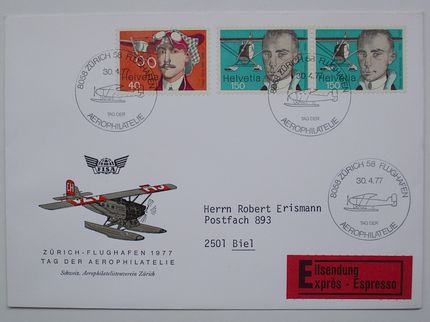 8058 ZÜRICH 58 FLUGHAFEN
30.4.77
TAG DER
AEROPHILATELIE
Helvetia
40
Helvetia
150
Helvetia
150
8058 ZÜRICH 58 FLUGHAFEN
30.4.77
TAG DER
AEROPHILATELIE
8058 ZÜRICH 58 FLUGHAFEN
30.4.77
TAG DER
AEROPHILATELIE
FISA
ZÜRICH-FLUGHAFEN 1977
TAG DER AEROPHILATELIE
Schweiz. Aerophilatelistenverein Zürich
Herrn Robert Erismann
Postfach 893
2501 Biel
Eilsendung
Exprès - Espresso